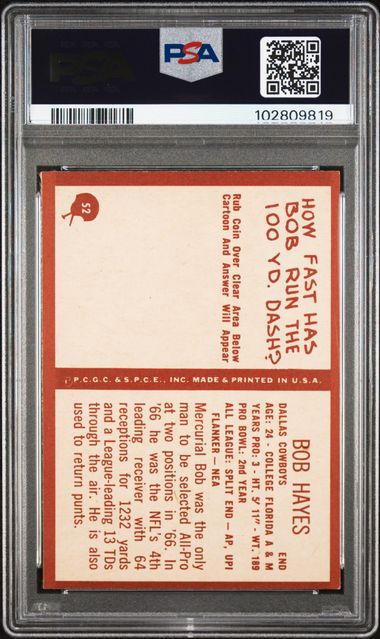 PSA
PSA
102809819
52
HOW FAST HAS
BOB RUN THE
100 YD. DASH?
Rub Coin Over Clear Area Below
Cartoon And Answer Will Appear
P.C.G.C. & S.P.C.E., INC. MADE & PRINTED IN U.S.A.
BOB HAYES
DALLAS COWBOYS END
AGE: 24 - COLLEGE FLORIDA A & M
YEARS PRO: 3 - HT. 5' 11" - WT. 189
PRO BOWL: 2nd YEAR
ALL LEAGUE: SPLIT END — AP, UPI
FLANKER — NEA
Mercurial Bob was the only
man to be selected All-Pro
at two positions in '66. In
'66 he was the NFL's 4th
leading receiver with 64
receptions for 1232 yards
and a League-leading 13 TDs
through the air. He is also
used to return punts.